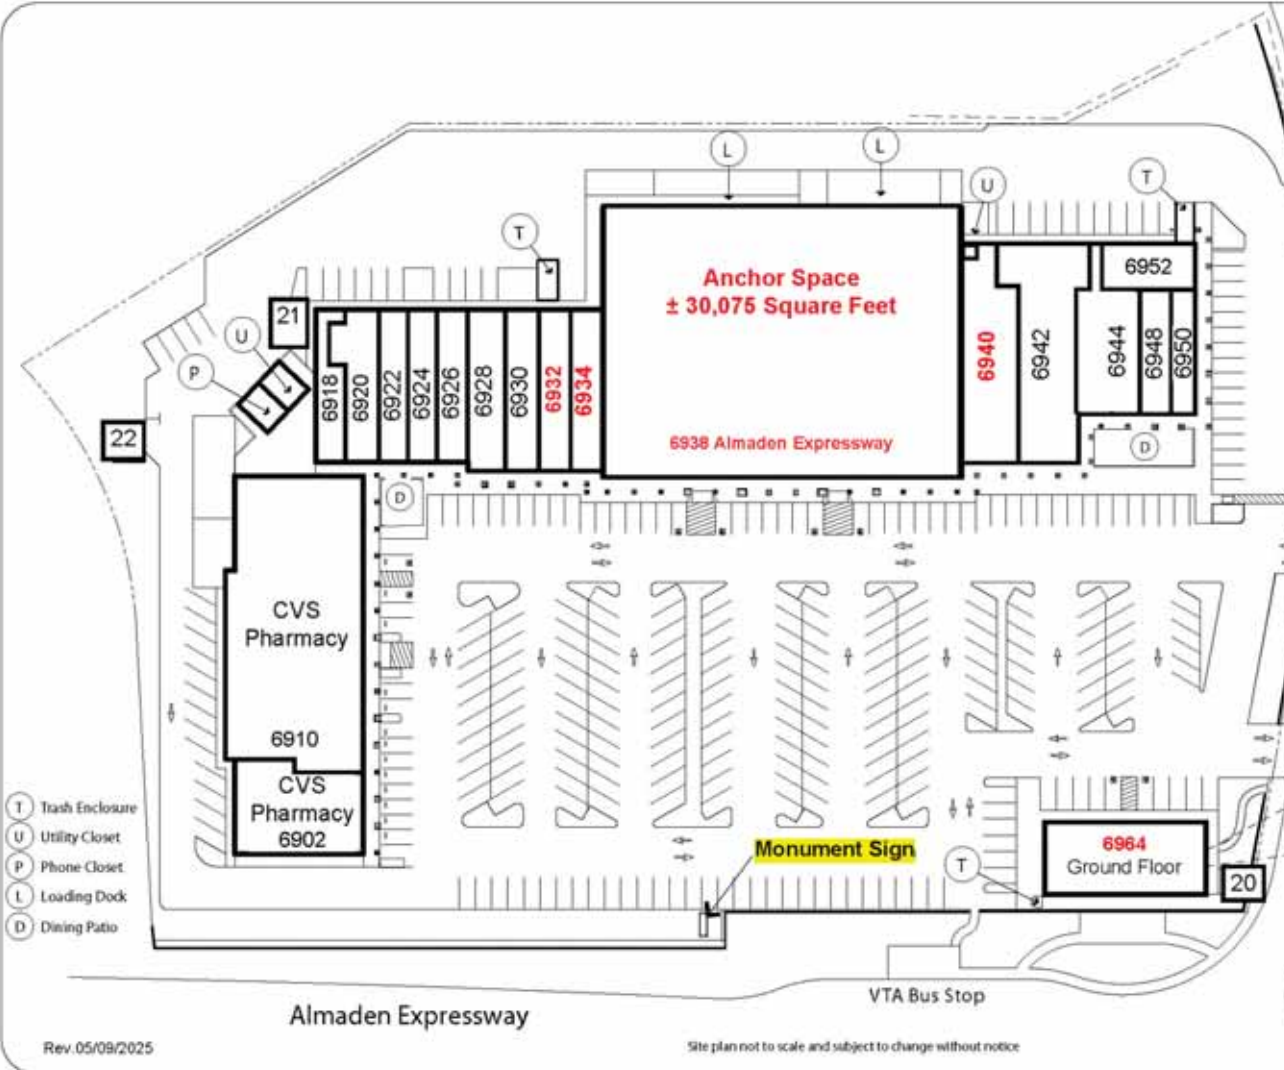 L
L
U
T
T
Anchor Space
± 30,075 Square Feet
6938 Almaden Expressway
21
U
P
22
6918
6920
6922
6924
6926
6928
6930
6932
6934
6940
6942
6944
6948
6950
6952
D
D
CVS
Pharmacy
6910
CVS
Pharmacy
6902
T Trash Enclosure
U Utility Closet
P Phone Closet
L Loading Dock
D Dining Patio
Monument Sign
T
6964
Ground Floor
20
VTA Bus Stop
Almaden Expressway
Rev.05/09/2025
Site plan not to scale and subject to change without notice